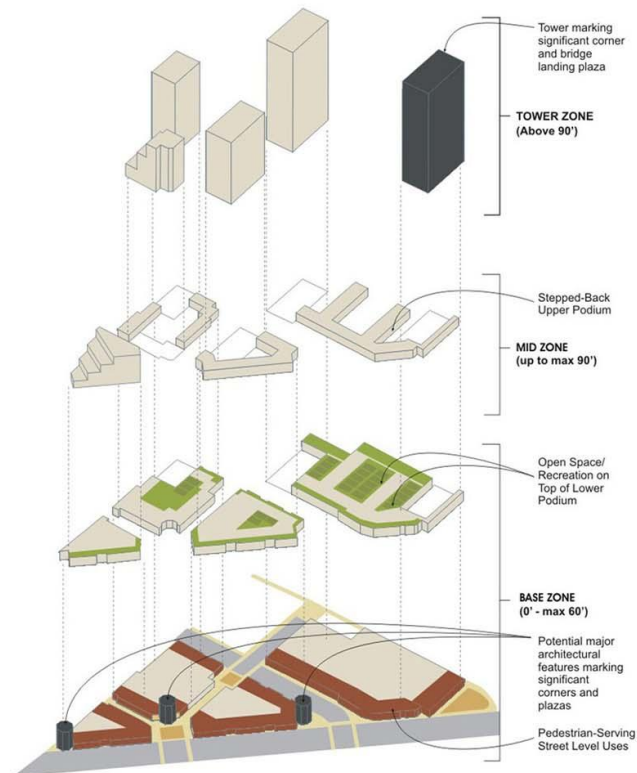 Tower marking
significant corner
and bridge
landing plaza
TOWER ZONE
(Above 90')
Stepped-Back
Upper Podium
MID ZONE
(up to max 90')
Open Space/
Recreation on
Top of Lower
Podium
BASE ZONE
(0' - max 60')
Potential major
architectural
features marking
significant
corners and
plazas
Pedestrian-Serving
Street Level Uses